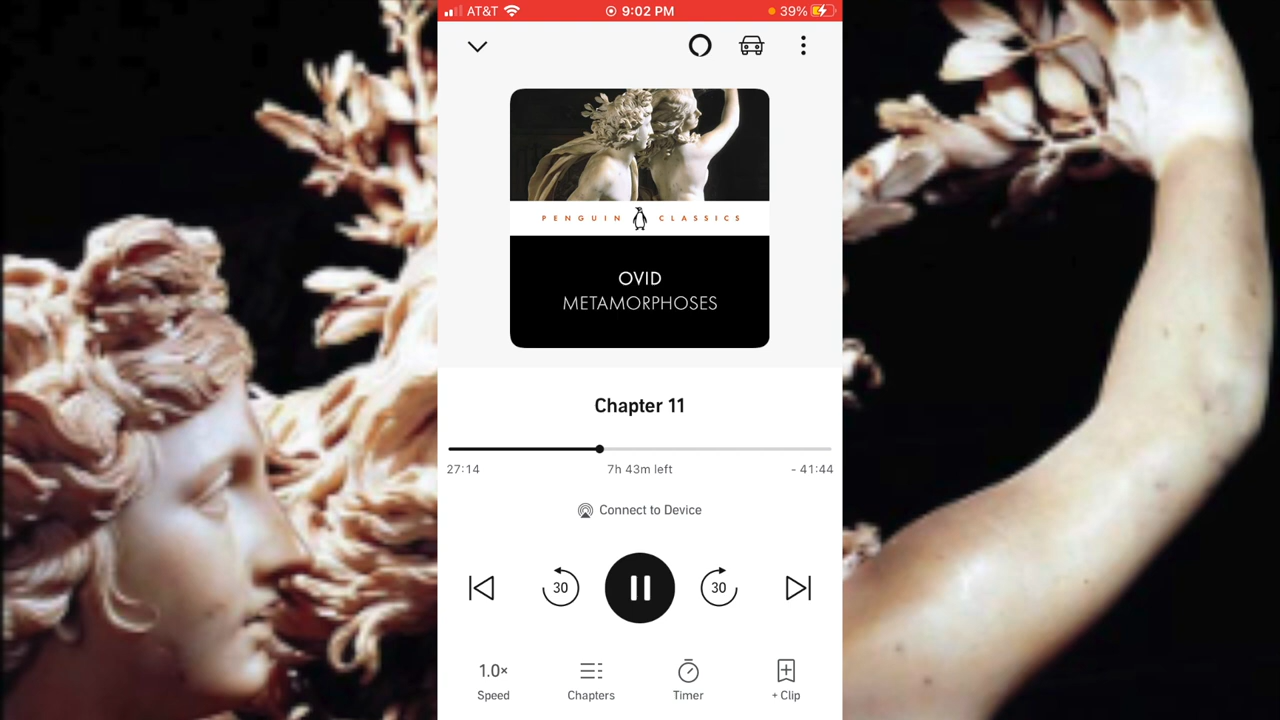 AT&T 9:02 PM 39%
PENGUIN CLASSICS
OVID
METAMORPHOSES
Chapter 11
27:14 7h 43m left - 41:44
Connect to Device
30 30
1.0×
Speed Chapters Timer + Clip